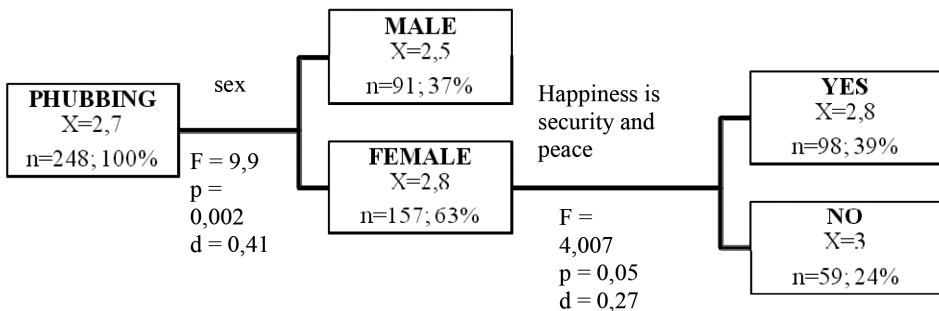 PHUBBING
X=2,7
n=248; 100%
sex
F = 9,9
p =
0,002
d = 0,41
MALE
X=2,5
n=91; 37%
FEMALE
X=2,8
n=157; 63%
Happiness is
security and
peace
F =
4,007
p = 0,05
d = 0,27
YES
X=2,8
n=98; 39%
NO
X=3
n=59; 24%